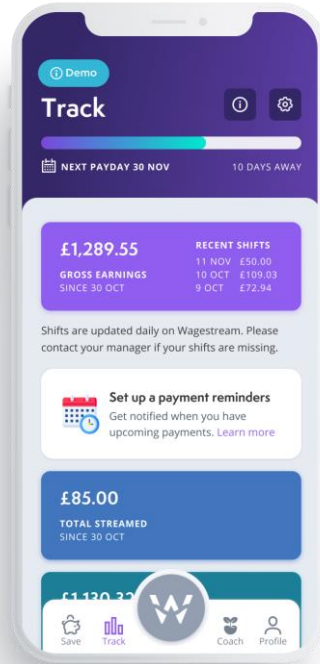 Demo
Track
NEXT PAYDAY 30 NOV 10 DAYS AWAY
£1,289.55
GROSS EARNINGS
SINCE 30 OCT
RECENT SHIFTS
11 NOV £50.00
10 OCT £109.03
9 OCT £72.94
Shifts are updated daily on Wagestream. Please
contact your manager if your shifts are missing.
Set up a payment reminders
Get notified when you have
upcoming payments. Learn more
£85.00
TOTAL STREAMED
SINCE 30 OCT
£1,130.32
Save Track Coach Profile